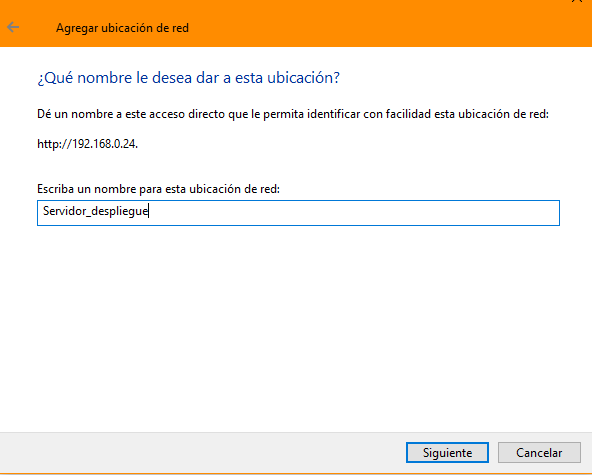 Agregar ubicación de red
¿Qué nombre le desea dar a esta ubicación?
Dé un nombre a este acceso directo que le permita identificar con facilidad esta ubicación de red:
http://192.168.0.24.
Escriba un nombre para esta ubicación de red:
Servidor_despliegue
Siguiente
Cancelar